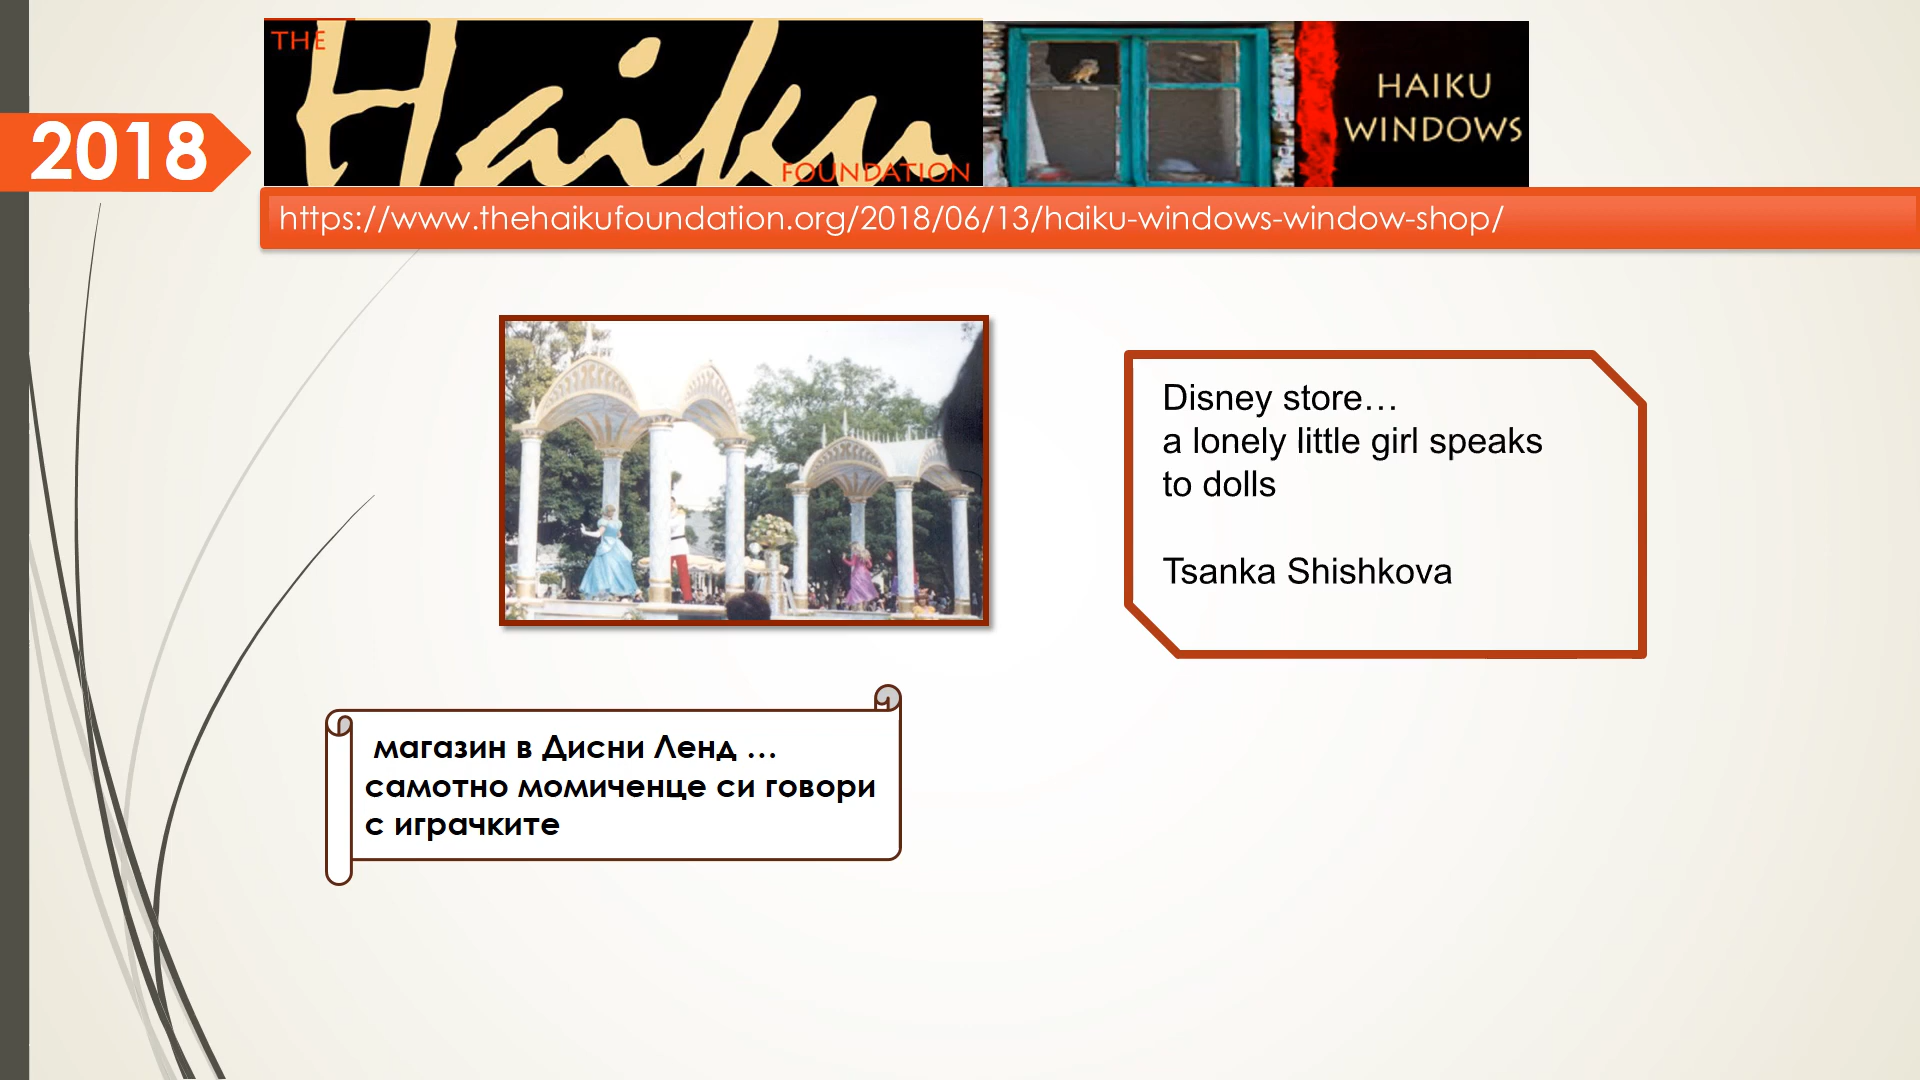 THE
Haiku
FOUNDATION
HAIKU
WINDOWS
2018
https://www.thehaikufoundation.org/2018/06/13/haiku-windows-window-shop/
Disney store…
a lonely little girl speaks
to dolls
Tsanka Shishkova
магазин в Дисни Ленд …
самотно момиченце си говори
с играчките